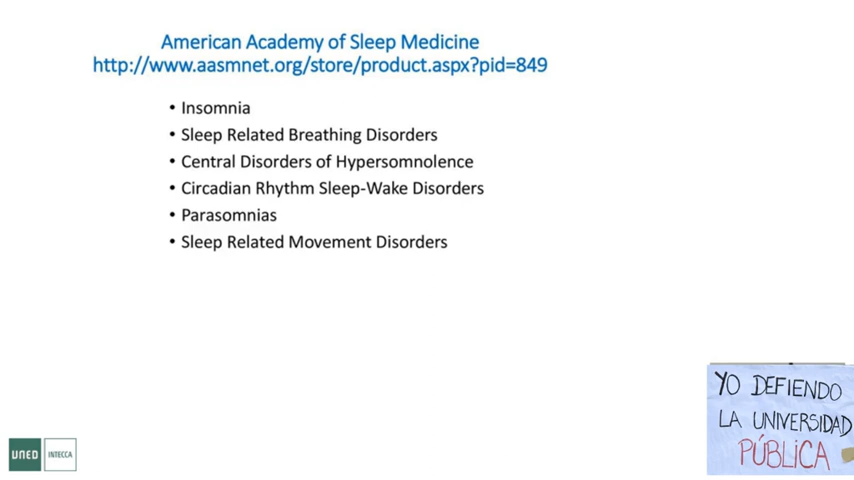 American Academy of Sleep Medicine
http://www.aasmnet.org/store/product.aspx?pid=849
• Insomnia
• Sleep Related Breathing Disorders
• Central Disorders of Hypersomnolence
• Circadian Rhythm Sleep-Wake Disorders
• Parasomnias
• Sleep Related Movement Disorders
YO DEFIENDO
LA UNIVERSIDAD
PÚBLiCA
UNED INTECCA